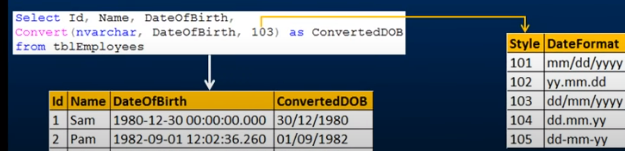 Select Id, Name, DateOfBirth,
Convert(nvarchar, DateOfBirth, 103) as ConvertedDOB
from tblEmployees
Style DateFormat
101 mm/dd/yyyy
102 yy.mm.dd
103 dd/mm/yyyy
104 dd.mm.yy
105 dd-mm-yy
Id Name DateOfBirth ConvertedDOB
1 Sam 1980-12-30 00:00:00.000 30/12/1980
2 Pam 1982-09-01 12:02:36.260 01/09/1982